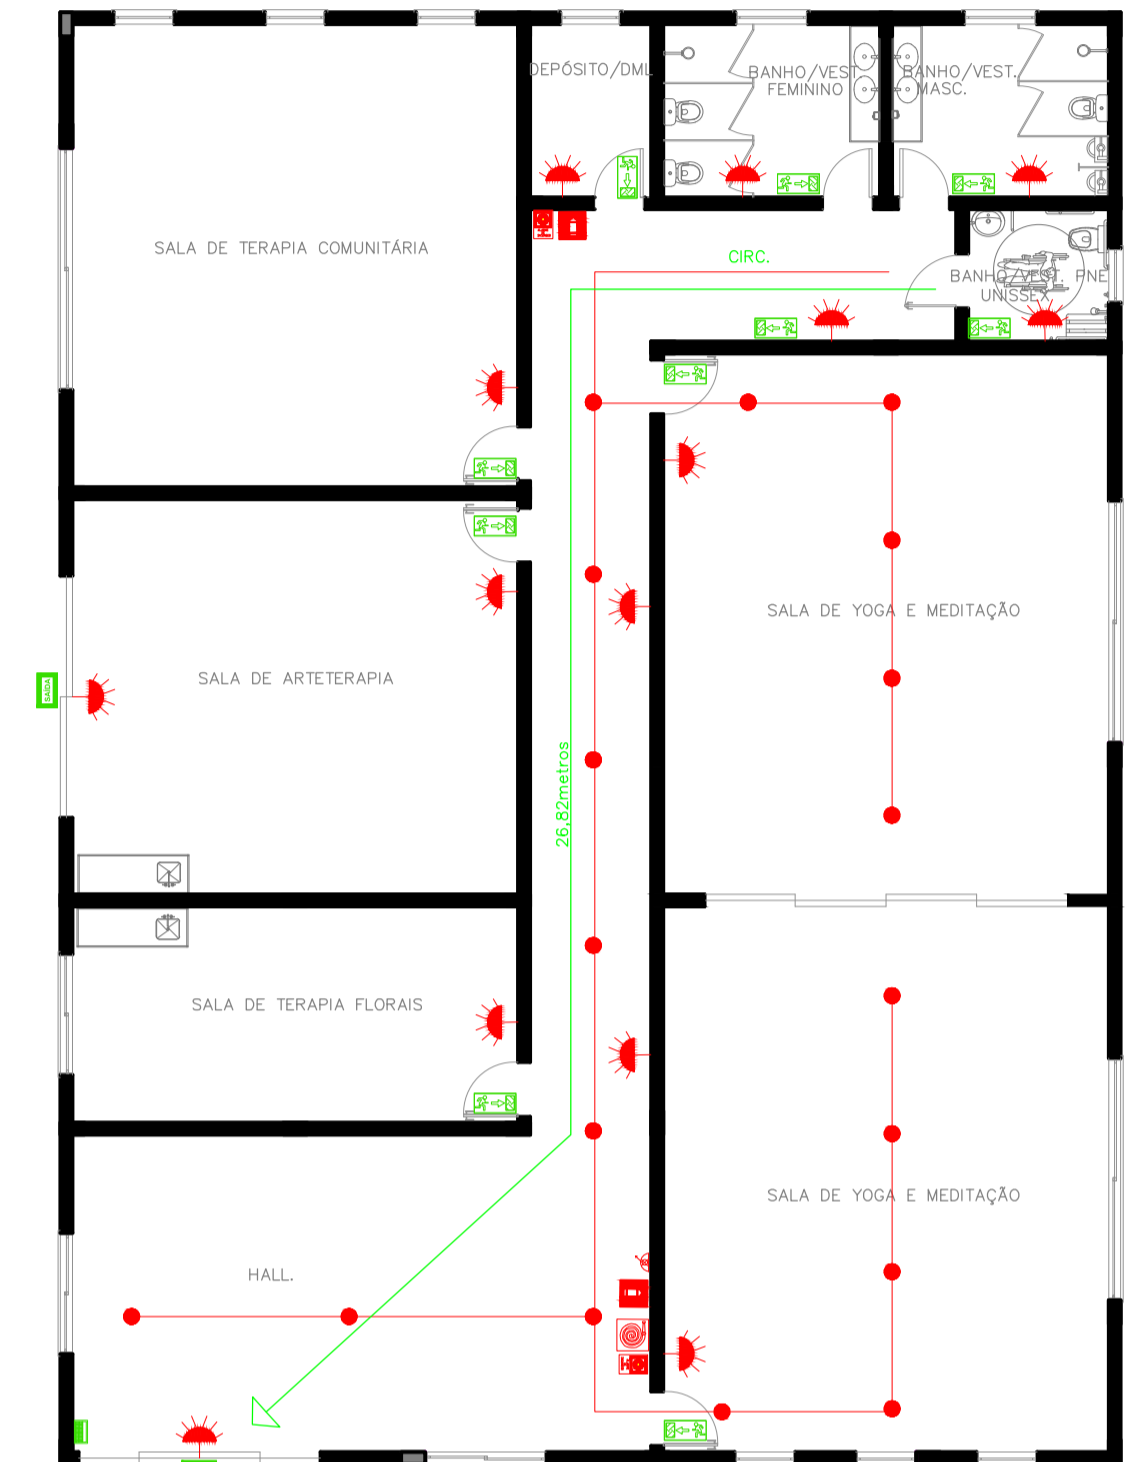 DEPÓSITO/DML
BANHO/VEST.
FEMININO
BANHO/VEST.
MASC.
SALA DE TERAPIA COMUNITÁRIA
CIRC.
BANHO/VEST. PNE
UNISSEX
SALA DE YOGA E MEDITAÇÃO
SALA DE ARTETERAPIA
SAÍDA
26,82metros
SALA DE TERAPIA FLORAIS
SALA DE YOGA E MEDITAÇÃO
HALL.